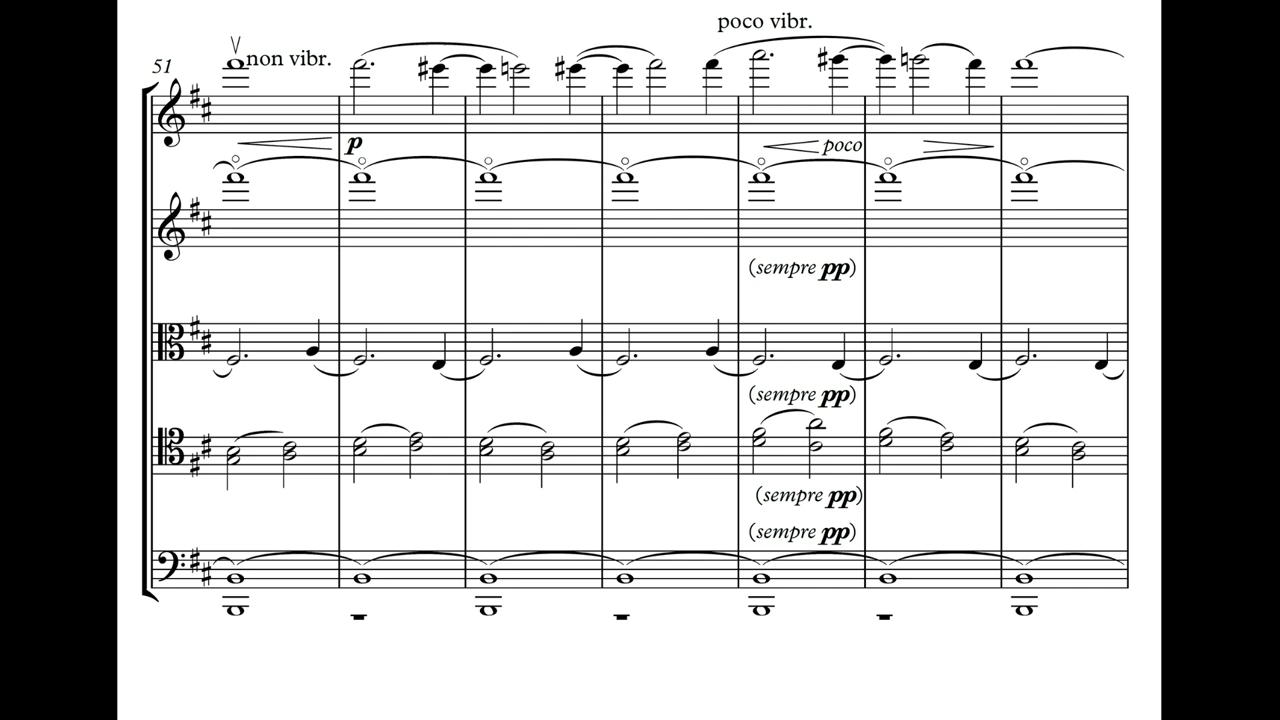 poco vibr.
51
non vibr.
p
poco
(sempre pp)
(sempre pp)
(sempre pp)
(sempre pp)